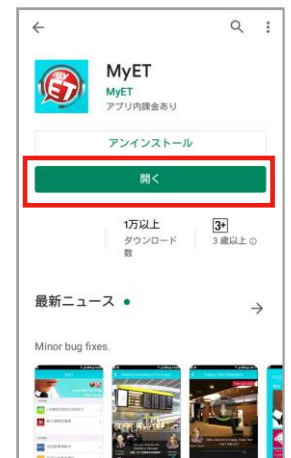 My
ET
MyET
MyET
アプリ内課金あり
アンインストール
開く
1万以上
ダウンロード
数
3+
3 歳以上
最新ニュース
Minor bug fixes.